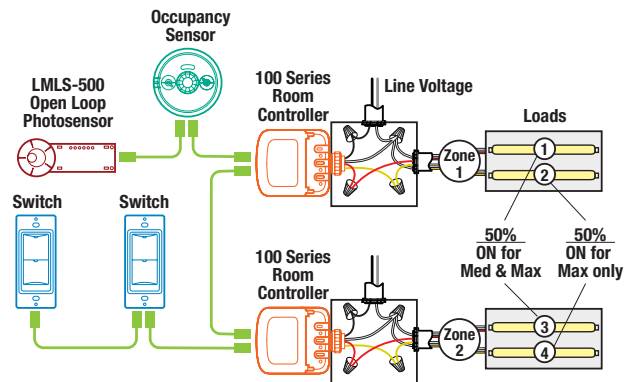 Occupancy
Sensor
LMLS-500
Open Loop
Photosensor
100 Series
Room
Controller
Line Voltage
Loads
Zone
1
1
2
Switch
Switch
50%
ON for
Med & Max
50%
ON for
Max only
100 Series
Room
Controller
Zone
2
3
4